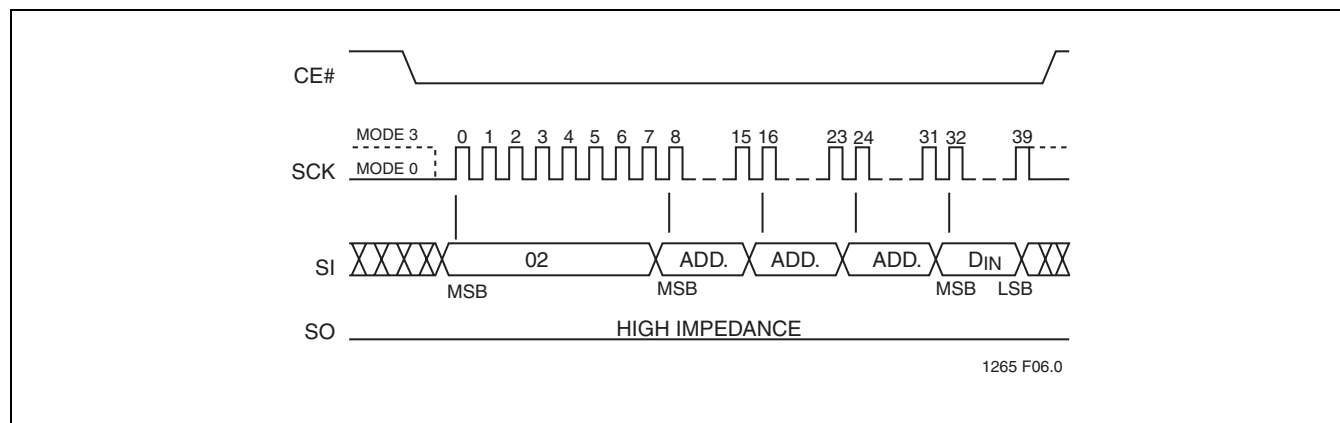 CE#
MODE 3
0 1 2 3 4 5 6 7 8 15 16 23 24 31 32 39
SCK MODE 0
SI 02 ADD. ADD. ADD. DIN
MSB MSB MSB LSB
SO HIGH IMPEDANCE
1265 F06.0